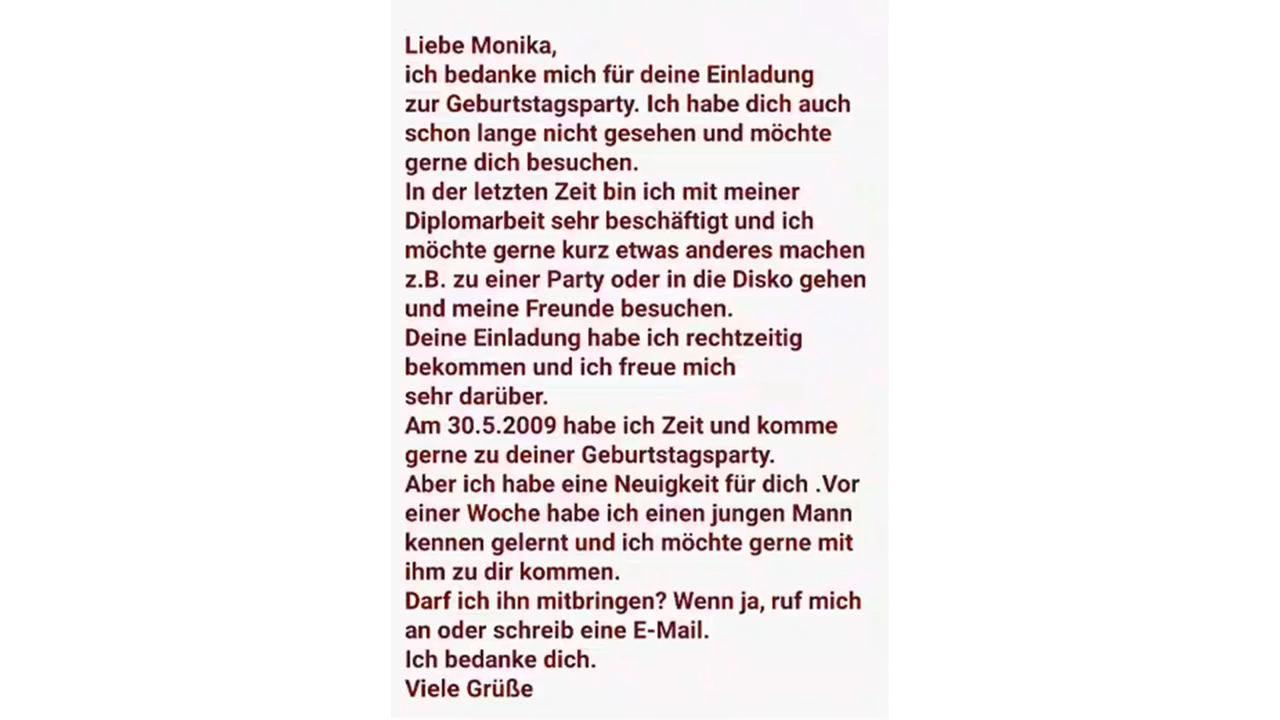 Liebe Monika,
ich bedanke mich für deine Einladung
zur Geburtstagsparty. Ich habe dich auch
schon lange nicht gesehen und möchte
gerne dich besuchen.
In der letzten Zeit bin ich mit meiner
Diplomarbeit sehr beschäftigt und ich
möchte gerne kurz etwas anderes machen
z.B. zu einer Party oder in die Disko gehen
und meine Freunde besuchen.
Deine Einladung habe ich rechtzeitig
bekommen und ich freue mich
sehr darüber.
Am 30.5.2009 habe ich Zeit und komme
gerne zu deiner Geburtstagsparty.
Aber ich habe eine Neuigkeit für dich .Vor
einer Woche habe ich einen jungen Mann
kennen gelernt und ich möchte gerne mit
ihm zu dir kommen.
Darf ich ihn mitbringen? Wenn ja, ruf mich
an oder schreib eine E-Mail.
Ich bedanke dich.
Viele Grüße